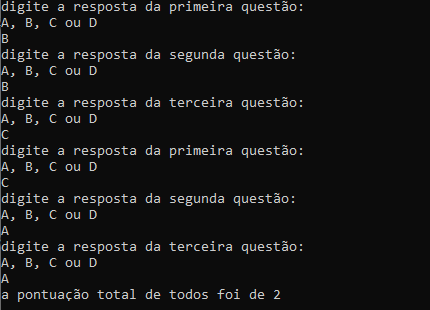 digite a resposta da primeira questão:
A, B, C ou D
B
digite a resposta da segunda questão:
A, B, C ou D
B
digite a resposta da terceira questão:
A, B, C ou D
C
digite a resposta da primeira questão:
A, B, C ou D
C
digite a resposta da segunda questão:
A, B, C ou D
A
digite a resposta da terceira questão:
A, B, C ou D
A
a pontuação total de todos foi de 2